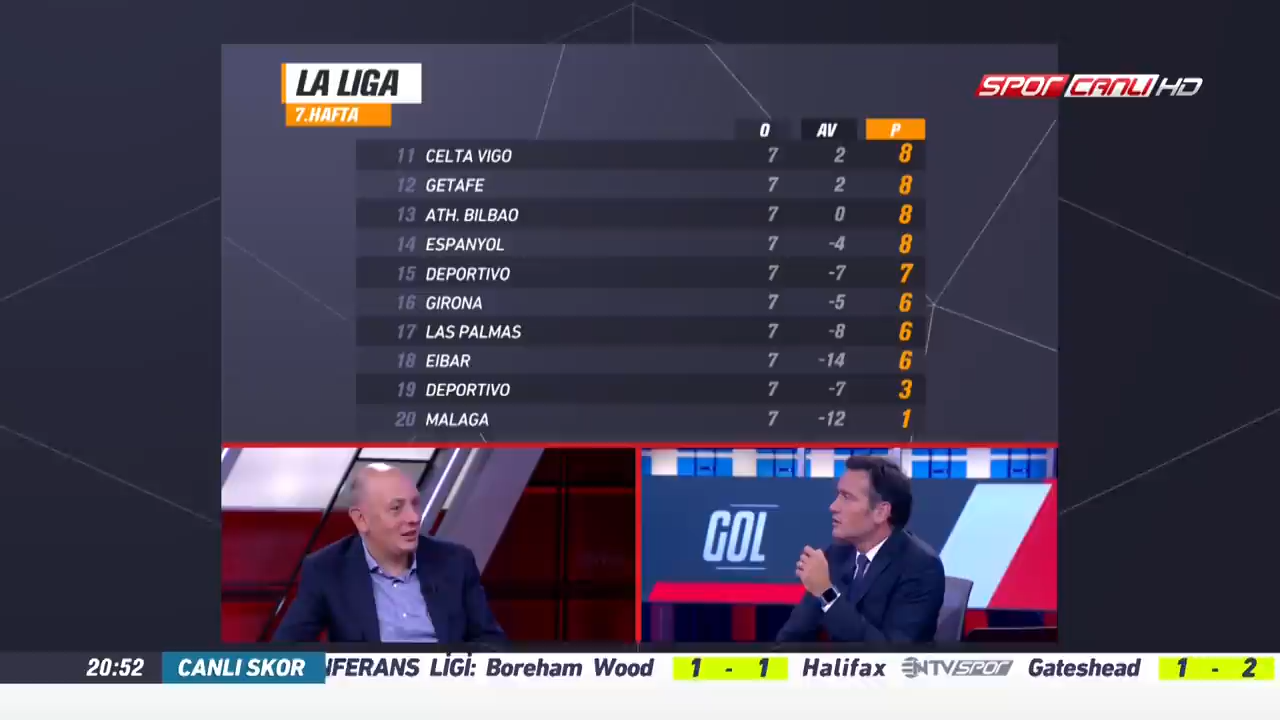 LA LIGA
7.HAFTA
SPOR CANLI HD
O AV P
11 CELTA VIGO 7 2 8
12 GETAFE 7 2 8
13 ATH. BILBAO 7 0 8
14 ESPANYOL 7 -4 8
15 DEPORTIVO 7 -7 7
16 GIRONA 7 -5 6
17 LAS PALMAS 7 -8 6
18 EIBAR 7 -14 6
19 DEPORTIVO 7 -7 3
20 MALAGA 7 -12 1
GOL
20:52 CANLI SKOR NFERANS LİGİ: Boreham Wood 1 - 1 Halifax NTVSPOR Gateshead 1 - 2